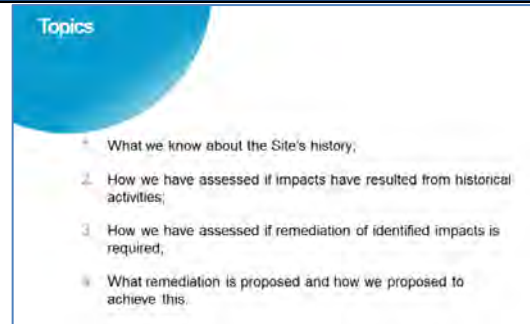 Topics
1. What we know about the Site's history;
2. How we have assessed if impacts have resulted from historical
activities;
3. How we have assessed if remediation of identified impacts is
required;
4. What remediation is proposed and how we proposed to
achieve this.